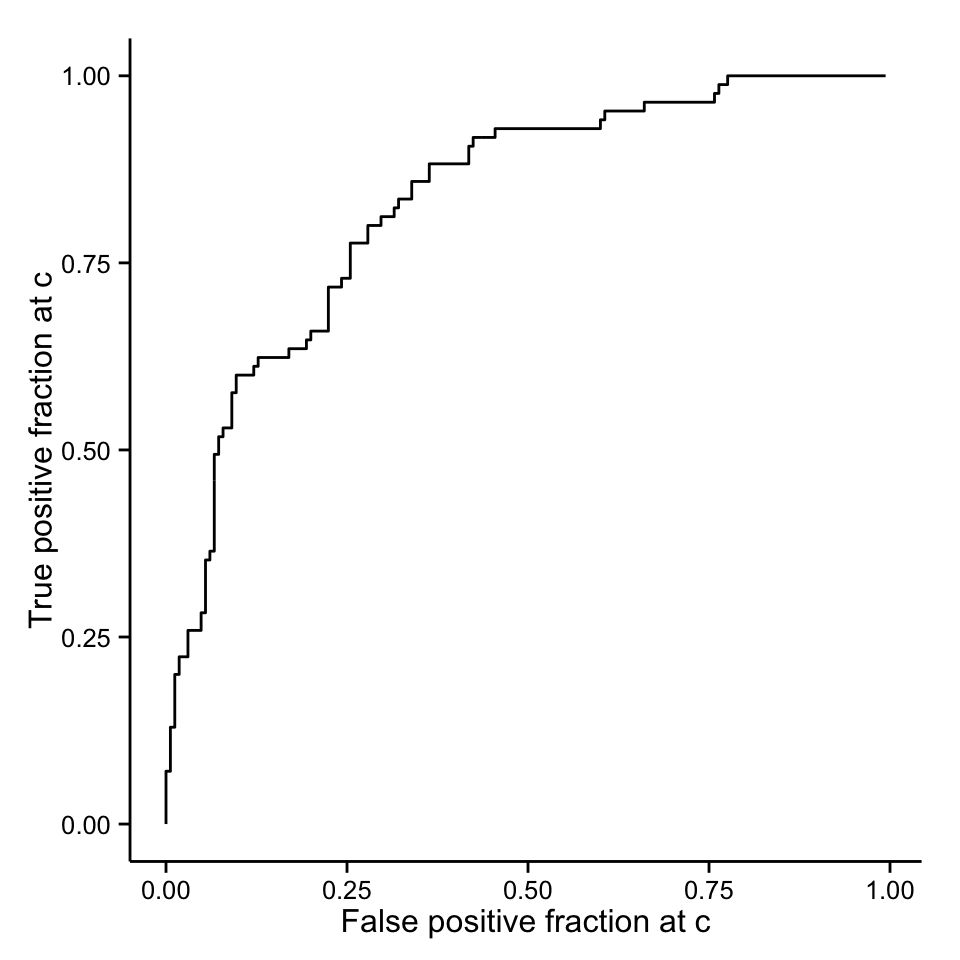 True positive fraction at c
1.00
0.75
0.50
0.25
0.00
0.00 0.25 0.50 0.75 1.00
False positive fraction at c